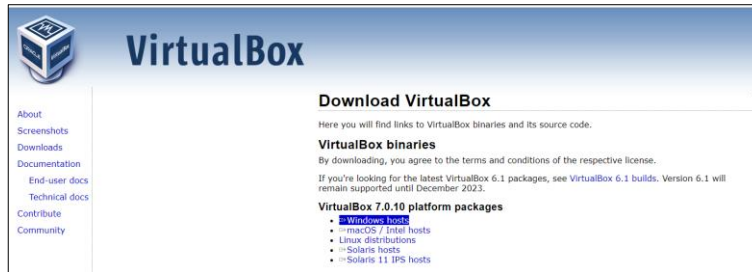 VirtualBox
About
Screenshots
Downloads
Documentation
End-user docs
Technical docs
Contribute
Community
Download VirtualBox
Here you will find links to VirtualBox binaries and its source code.
VirtualBox binaries
By downloading, you agree to the terms and conditions of the respective license.
If you're looking for the latest VirtualBox 6.1 packages, see VirtualBox 6.1 builds. Version 6.1 will
remain supported until December 2023.
VirtualBox 7.0.10 platform packages
Windows hosts
macOS / Intel hosts
Linux distributions
Solaris hosts
Solaris 11 IPS hosts